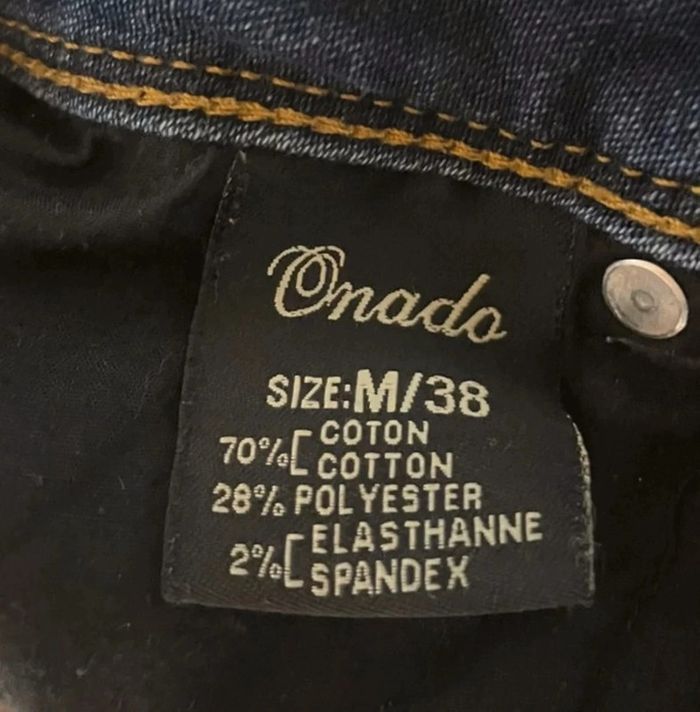 Onado
SIZE:M/38
70%[COTON
COTTON
28% POLYESTER
2%[ELASTHANNE
SPANDEX